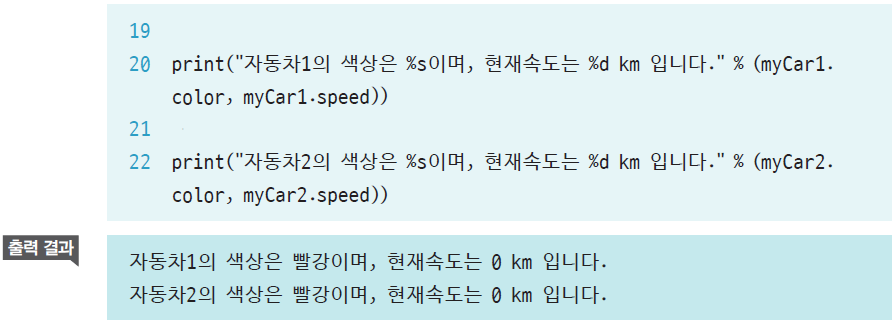 19
20 print("자동차1의 색상은 %s이며, 현재속도는 %d km 입니다." % (myCar1.
color, myCar1.speed))
21
22 print("자동차2의 색상은 %s이며, 현재속도는 %d km 입니다." % (myCar2.
color, myCar2.speed))
출력 결과
자동차1의 색상은 빨강이며, 현재속도는 0 km 입니다.
자동차2의 색상은 빨강이며, 현재속도는 0 km 입니다.